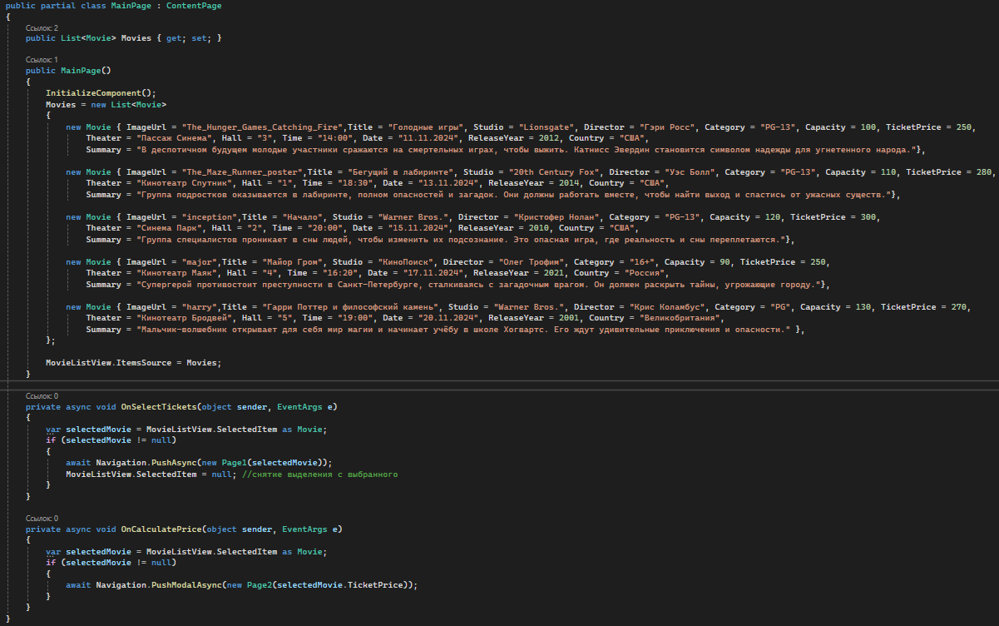 public partial class MainPage : ContentPage
{
Ссылок: 2
public List<Movie> Movies { get; set; }
Ссылок: 1
public MainPage()
{
InitializeComponent();
Movies = new List<Movie>
{
new Movie { ImageUrl = "The_Hunger_Games_Catching_Fire",Title = "Голодные игры", Studio = "Lionsgate", Director = "Гэри Росс", Category = "PG-13", Capacity = 100, TicketPrice = 250,
Theater = "Пассаж Синема", Hall = "3", Time = "14:00", Date = "11.11.2024", ReleaseYear = 2012, Country = "США",
Summary = "В деспотичном будущем молодые участники сражаются на смертельных играх, чтобы выжить. Катнисс Эвердин становится символом надежды для угнетенного народа."},
new Movie { ImageUrl = "The_Maze_Runner_poster",Title = "Бегущий в лабиринте", Studio = "20th Century Fox", Director = "Уэс Болл", Category = "PG-13", Capacity = 110, TicketPrice = 280,
Theater = "Кинотеатр Спутник", Hall = "1", Time = "18:30", Date = "13.11.2024", ReleaseYear = 2014, Country = "США",
Summary = "Группа подростков оказывается в лабиринте, полном опасностей и загадок. Они должны работать вместе, чтобы найти выход и спастись от ужасных существ."},
new Movie { ImageUrl = "inception",Title = "Начало", Studio = "Warner Bros.", Director = "Кристофер Нолан", Category = "PG-13", Capacity = 120, TicketPrice = 300,
Theater = "Синема Парк", Hall = "2", Time = "20:00", Date = "15.11.2024", ReleaseYear = 2010, Country = "США",
Summary = "Группа специалистов проникает в сны людей, чтобы изменить их подсознание. Это опасная игра, где реальность и сны переплетаются."},
new Movie { ImageUrl = "major",Title = "Майор Гром", Studio = "КиноПоиск", Director = "Олег Трофим", Category = "16+", Capacity = 90, TicketPrice = 250,
Theater = "Кинотеатр Маяк", Hall = "4", Time = "16:20", Date = "17.11.2024", ReleaseYear = 2021, Country = "Россия",
Summary = "Супергерой противостоит преступности в Санкт-Петербурге, сталкиваясь с загадочным врагом. Он должен раскрыть тайны, угрожающие городу."},
new Movie { ImageUrl = "harry",Title = "Гарри Поттер и философский камень", Studio = "Warner Bros.", Director = "Крис Коламбус", Category = "PG", Capacity = 130, TicketPrice = 270,
Theater = "Кинотеатр Бродвей", Hall = "5", Time = "19:00", Date = "20.11.2024", ReleaseYear = 2001, Country = "Великобритания",
Summary = "Мальчик-волшебник открывает для себя мир магии и начинает учёбу в школе Хогвартс. Его ждут удивительные приключения и опасности." },
};
MovieListView.ItemsSource = Movies;
}
Ссылок: 0
private async void OnSelectTickets(object sender, EventArgs e)
{
var selectedMovie = MovieListView.SelectedItem as Movie;
if (selectedMovie != null)
{
await Navigation.PushAsync(new Page1(selectedMovie));
MovieListView.SelectedItem = null; //снятие выделения с выбранного
}
}
Ссылок: 0
private async void OnCalculatePrice(object sender, EventArgs e)
{
var selectedMovie = MovieListView.SelectedItem as Movie;
if (selectedMovie != null)
{
await Navigation.PushModalAsync(new Page2(selectedMovie.TicketPrice));
}
}
}